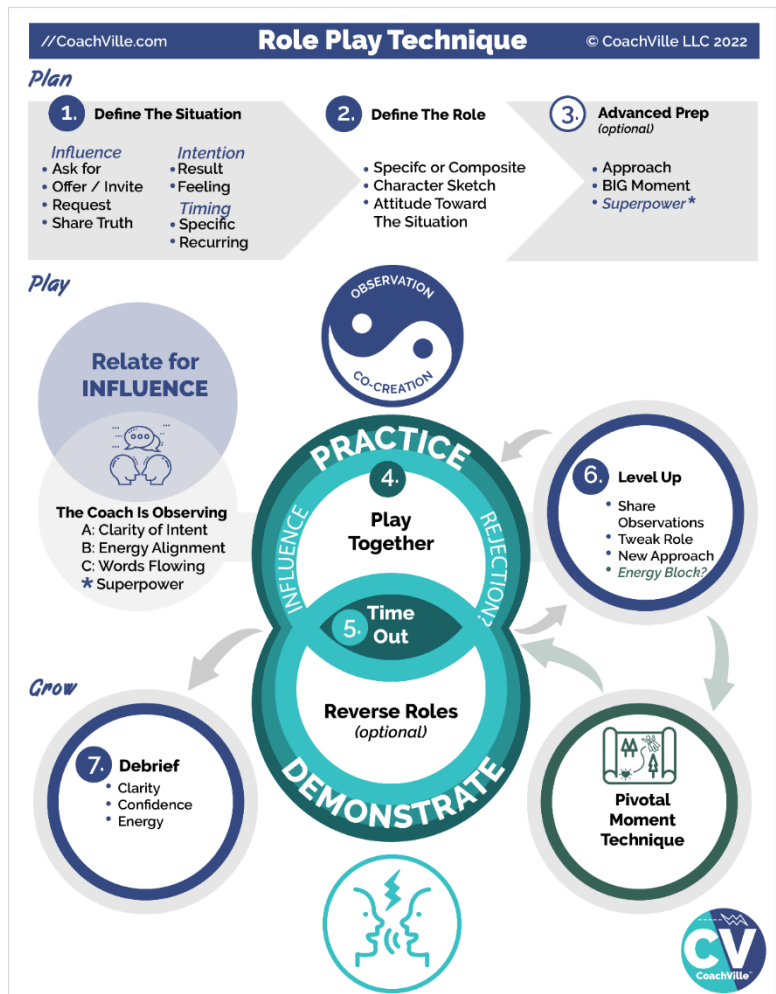 //CoachVille.com
Role Play Technique
© CoachVille LLC 2022
Plan
1. Define The Situation
Influence
• Ask for
• Offer / Invite
• Request
• Share Truth
Intention
• Result
• Feeling
Timing
• Specific
• Recurring
2. Define The Role
• Specifc or Composite
• Character Sketch
• Attitude Toward
The Situation
3. Advanced Prep
(optional)
• Approach
• BIG Moment
• Superpower*
Play
OBSERVATION
CO-CREATION
Relate for
INFLUENCE
The Coach Is Observing
A: Clarity of Intent
B: Energy Alignment
C: Words Flowing
* Superpower
PRACTICE
INFLUENCE
REJECTION?
4.
Play
Together
5. Time
Out
Reverse Roles
(optional)
DEMONSTRATE
6. Level Up
• Share
Observations
• Tweak Role
• New Approach
• Energy Block?
Grow
7. Debrief
• Clarity
• Confidence
• Energy
Pivotal
Moment
Technique
CV
CoachVille